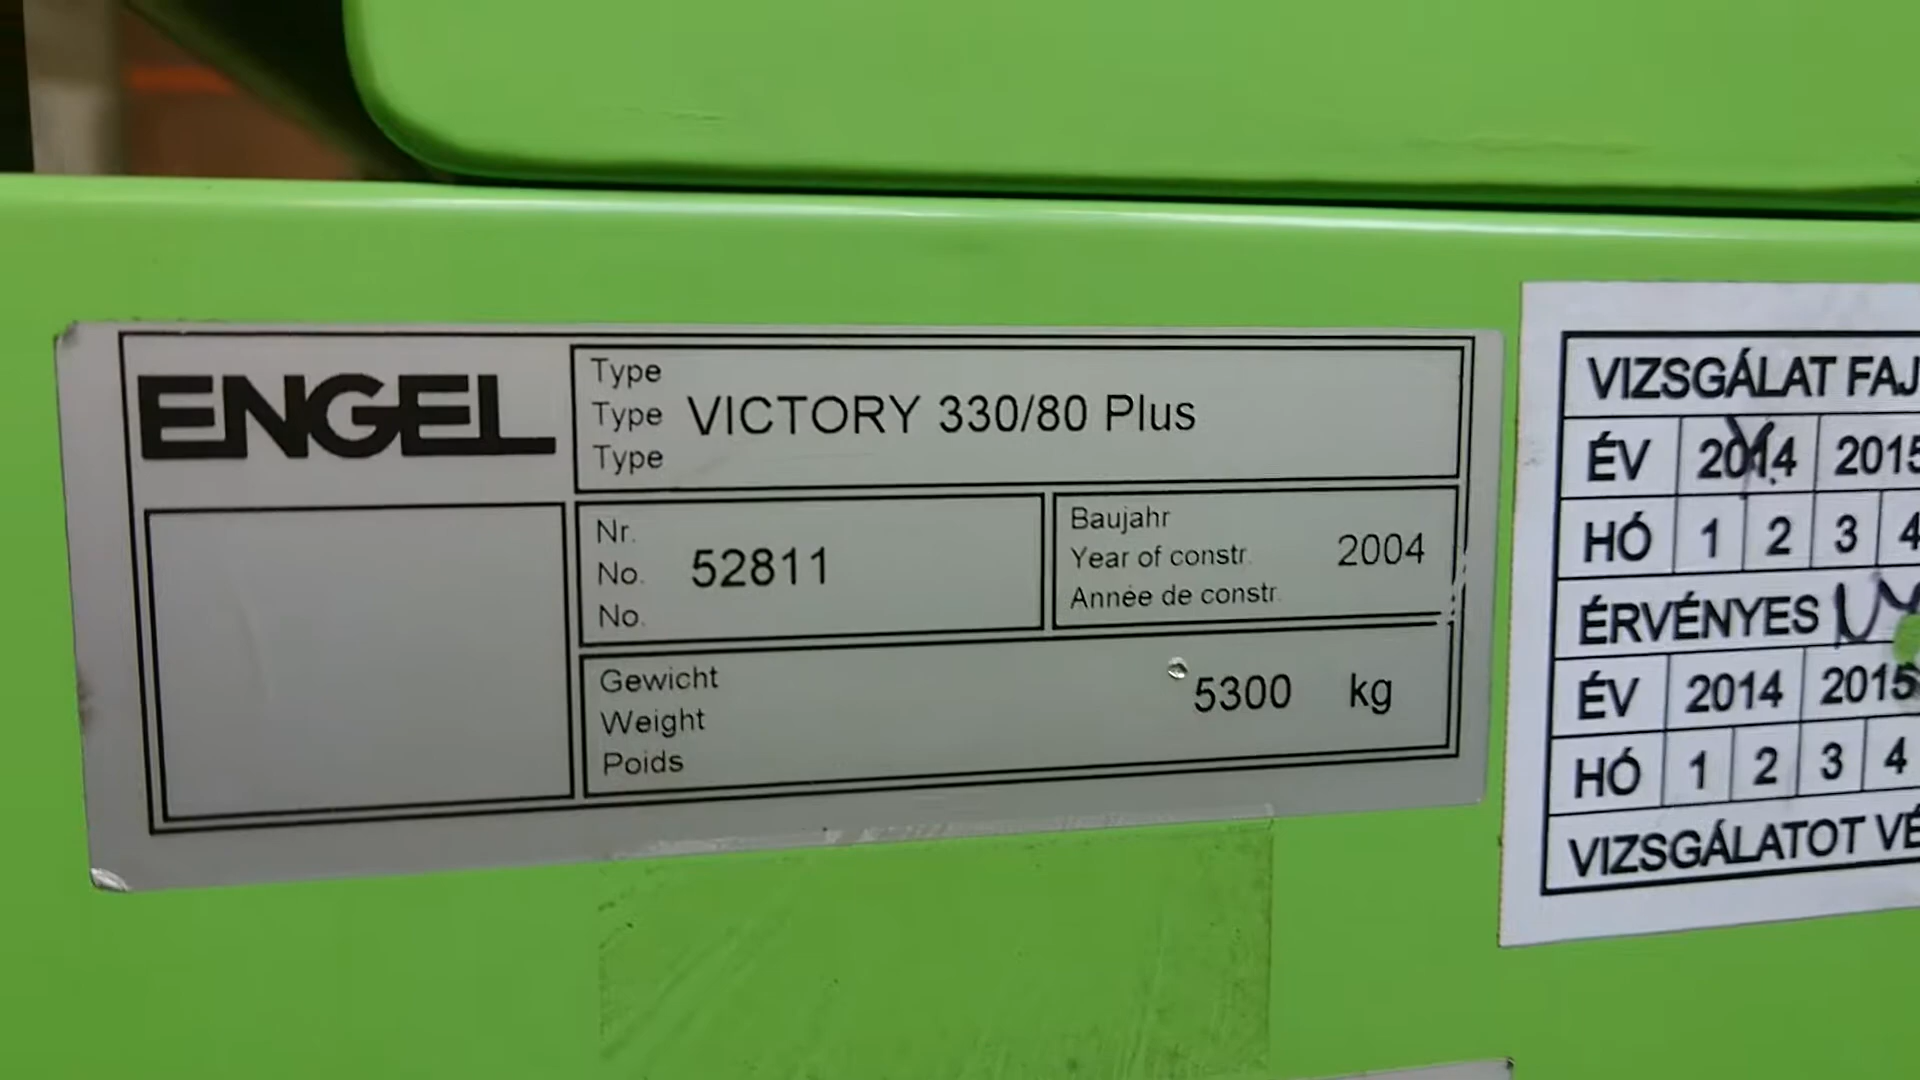 ENGEL
Type
Type VICTORY 330/80 Plus
Type
Nr.
No. 52811
No.
Baujahr
Year of constr. 2004
Année de constr.
Gewicht
Weight 5300 kg
Poids
VIZSGÁLAT
ÉV 2014 2015
HÓ 1 2 3 4
ÉRVÉNYES
ÉV 2014 2015
HÓ 1 2 3 4
VIZSGÁLATOT